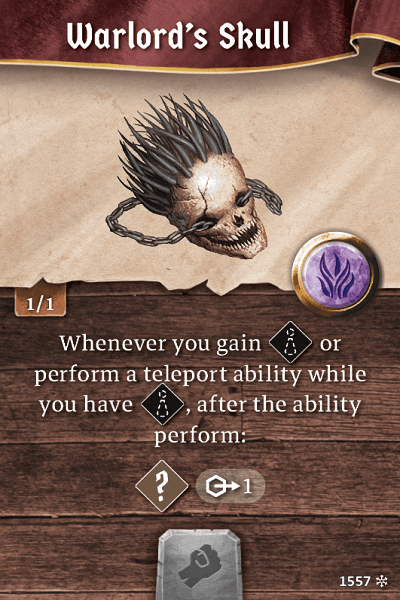 Warlord's Skull
1/1
Whenever you gain or
perform a teleport ability while
you have , after the ability
perform:
? 1
1557